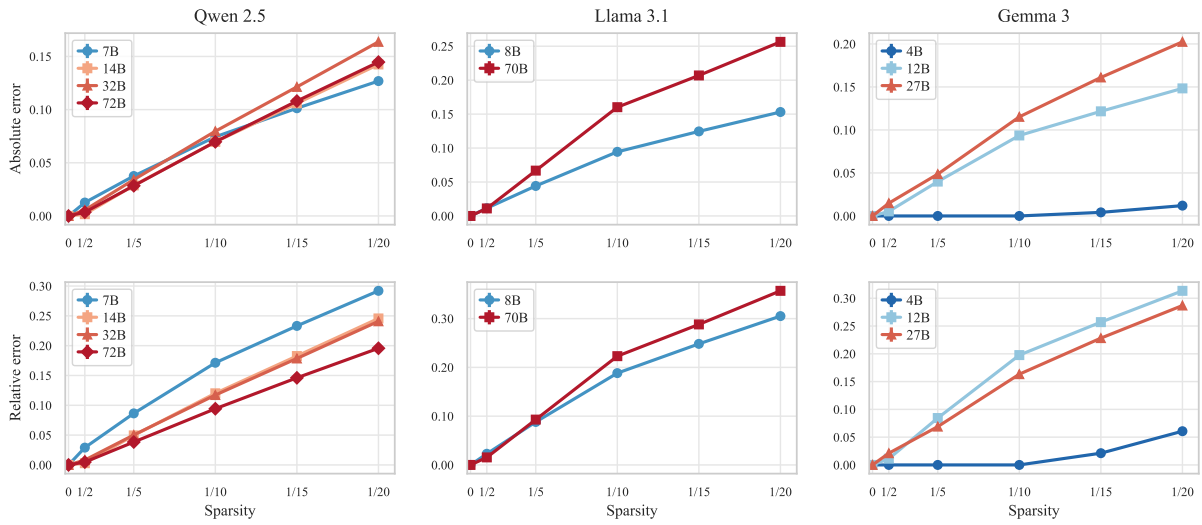 Qwen 2.5
Llama 3.1
Gemma 3
Absolute error
0.15
0.10
0.05
0.00
7B
14B
32B
72B
0 1/2 1/5 1/10 1/15 1/20
0.25
0.20
0.15
0.10
0.05
0.00
8B
70B
0 1/2 1/5 1/10 1/15 1/20
0.20
0.15
0.10
0.05
0.00
4B
12B
27B
0 1/2 1/5 1/10 1/15 1/20
Relative error
0.30
0.25
0.20
0.15
0.10
0.05
0.00
7B
14B
32B
72B
0 1/2 1/5 1/10 1/15 1/20
Sparsity
0.30
0.20
0.10
0.00
8B
70B
0 1/2 1/5 1/10 1/15 1/20
Sparsity
0.30
0.25
0.20
0.15
0.10
0.05
0.00
4B
12B
27B
0 1/2 1/5 1/10 1/15 1/20
Sparsity